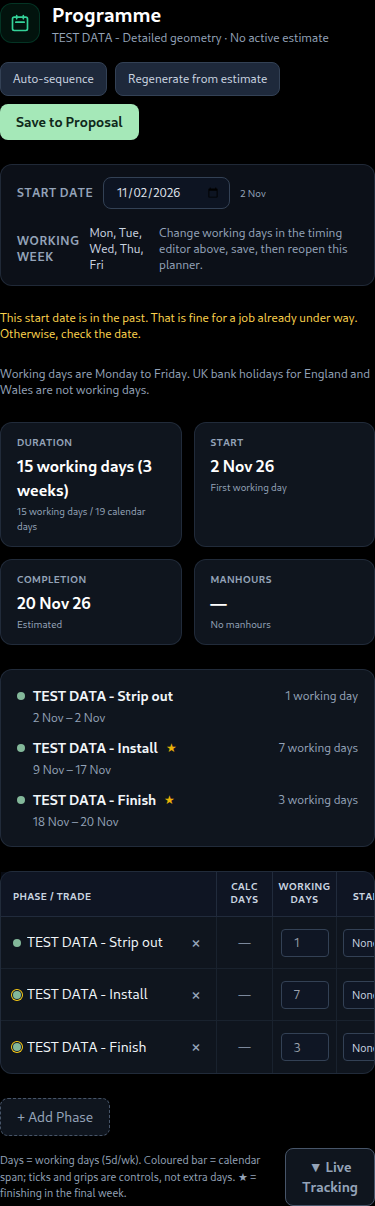 Programme
TEST DATA - Detailed geometry · No active estimate
Auto-sequence
Regenerate from estimate
Save to Proposal
START DATE
11/02/2026
2 Nov
WORKING
WEEK
Mon, Tue,
Wed, Thu,
Fri
Change working days in the timing
editor above, save, then reopen this
planner.
This start date is in the past. That is fine for a job already under way.
Otherwise, check the date.
Working days are Monday to Friday. UK bank holidays for England and
Wales are not working days.
DURATION
15 working days (3
weeks)
15 working days / 19 calendar
days
START
2 Nov 26
First working day
COMPLETION
20 Nov 26
Estimated
MANHOURS
—
No manhours
TEST DATA - Strip out
1 working day
2 Nov – 2 Nov
TEST DATA - Install ★
7 working days
9 Nov – 17 Nov
TEST DATA - Finish ★
3 working days
18 Nov – 20 Nov
PHASE / TRADE
CALC
DAYS
WORKING
DAYS
TEST DATA - Strip out × — 1
TEST DATA - Install × — 7
TEST DATA - Finish × — 3
+ Add Phase
Days = working days (5d/wk). Coloured bar = calendar
span; ticks and grips are controls, not extra days. ★ =
finishing in the final week.
▼ Live
Tracking